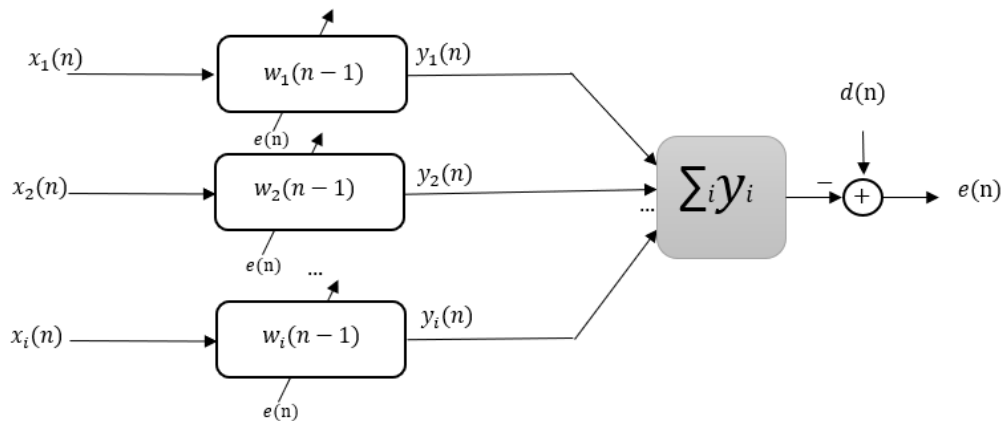 x₁(n)
w₁(n − 1)
y₁(n)
e(n)
d(n)
x₂(n)
w₂(n − 1)
y₂(n)
...
∑ᵢyᵢ
−
+
e(n)
e(n)
...
xᵢ(n)
wᵢ(n − 1)
yᵢ(n)
e(n)